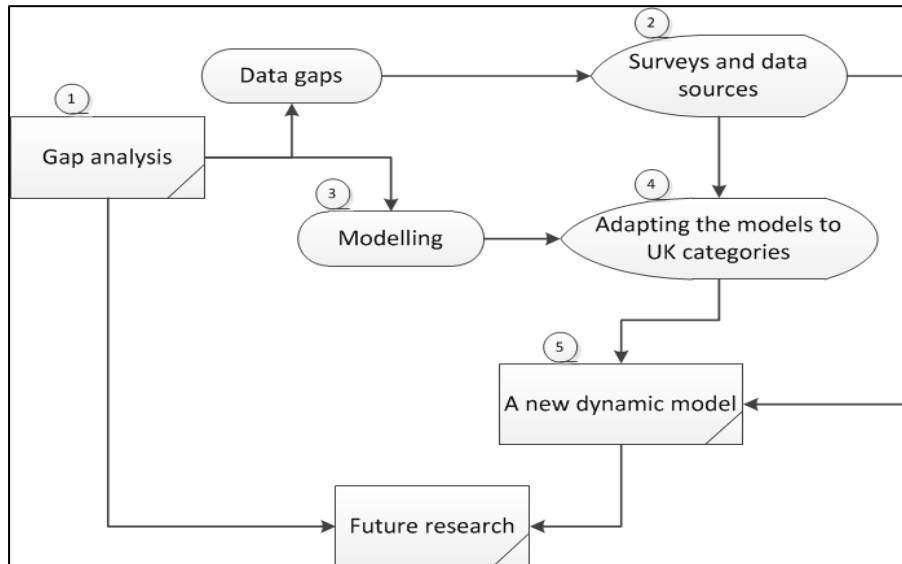 2
Data gaps
Surveys and data
sources
1
Gap analysis
3
Modelling
4
Adapting the models to
UK categories
5
A new dynamic model
Future research